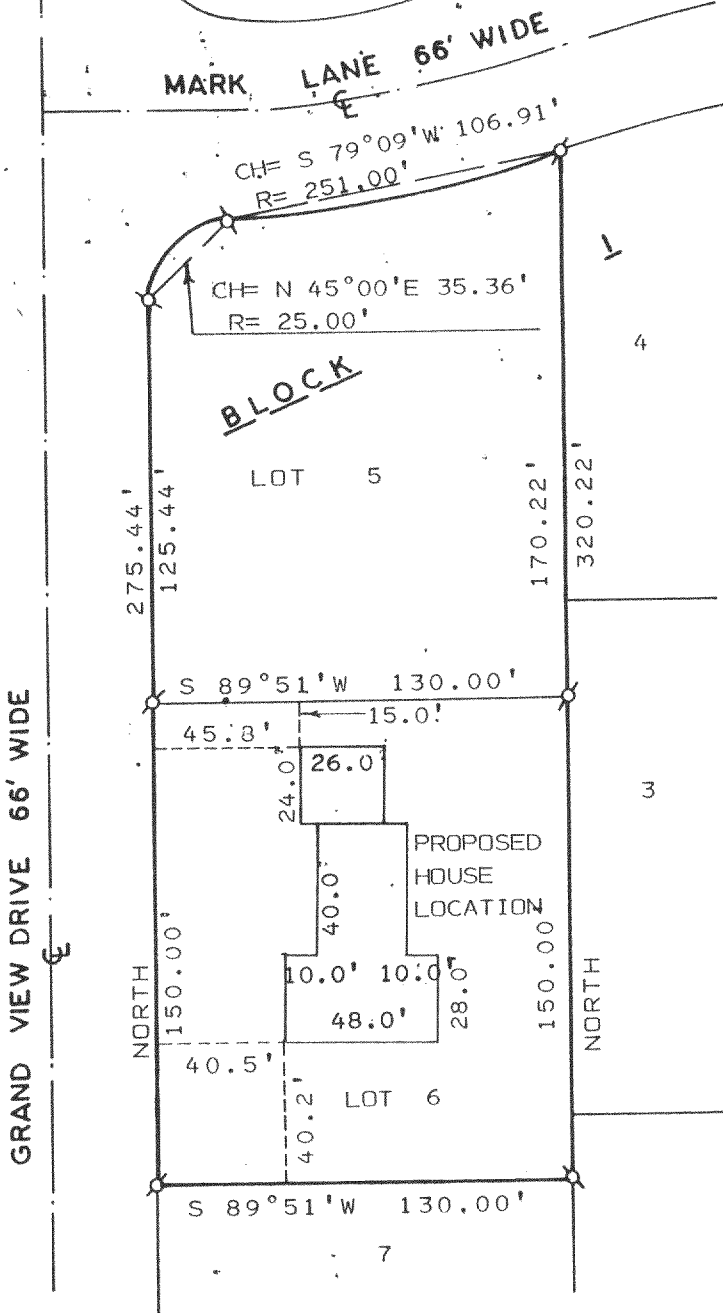 MARK LANE 66' WIDE
℄
CH= S 79°09'W 106.91'
R= 251.00'
1
CH= N 45°00'E 35.36'
R= 25.00'
4
BLOCK
LOT 5
275.44'
125.44'
170.22'
320.22'
S 89°51'W 130.00'
15.0'
45.8'
26.0'
24.0'
3
PROPOSED
HOUSE
LOCATION
40.0'
GRAND VIEW DRIVE 66' WIDE
℄
10.0' 10.0'
48.0'
28.0'
NORTH
150.00'
150.00
NORTH
40.5'
40.2'
LOT 6
S 89°51'W 130.00'
7